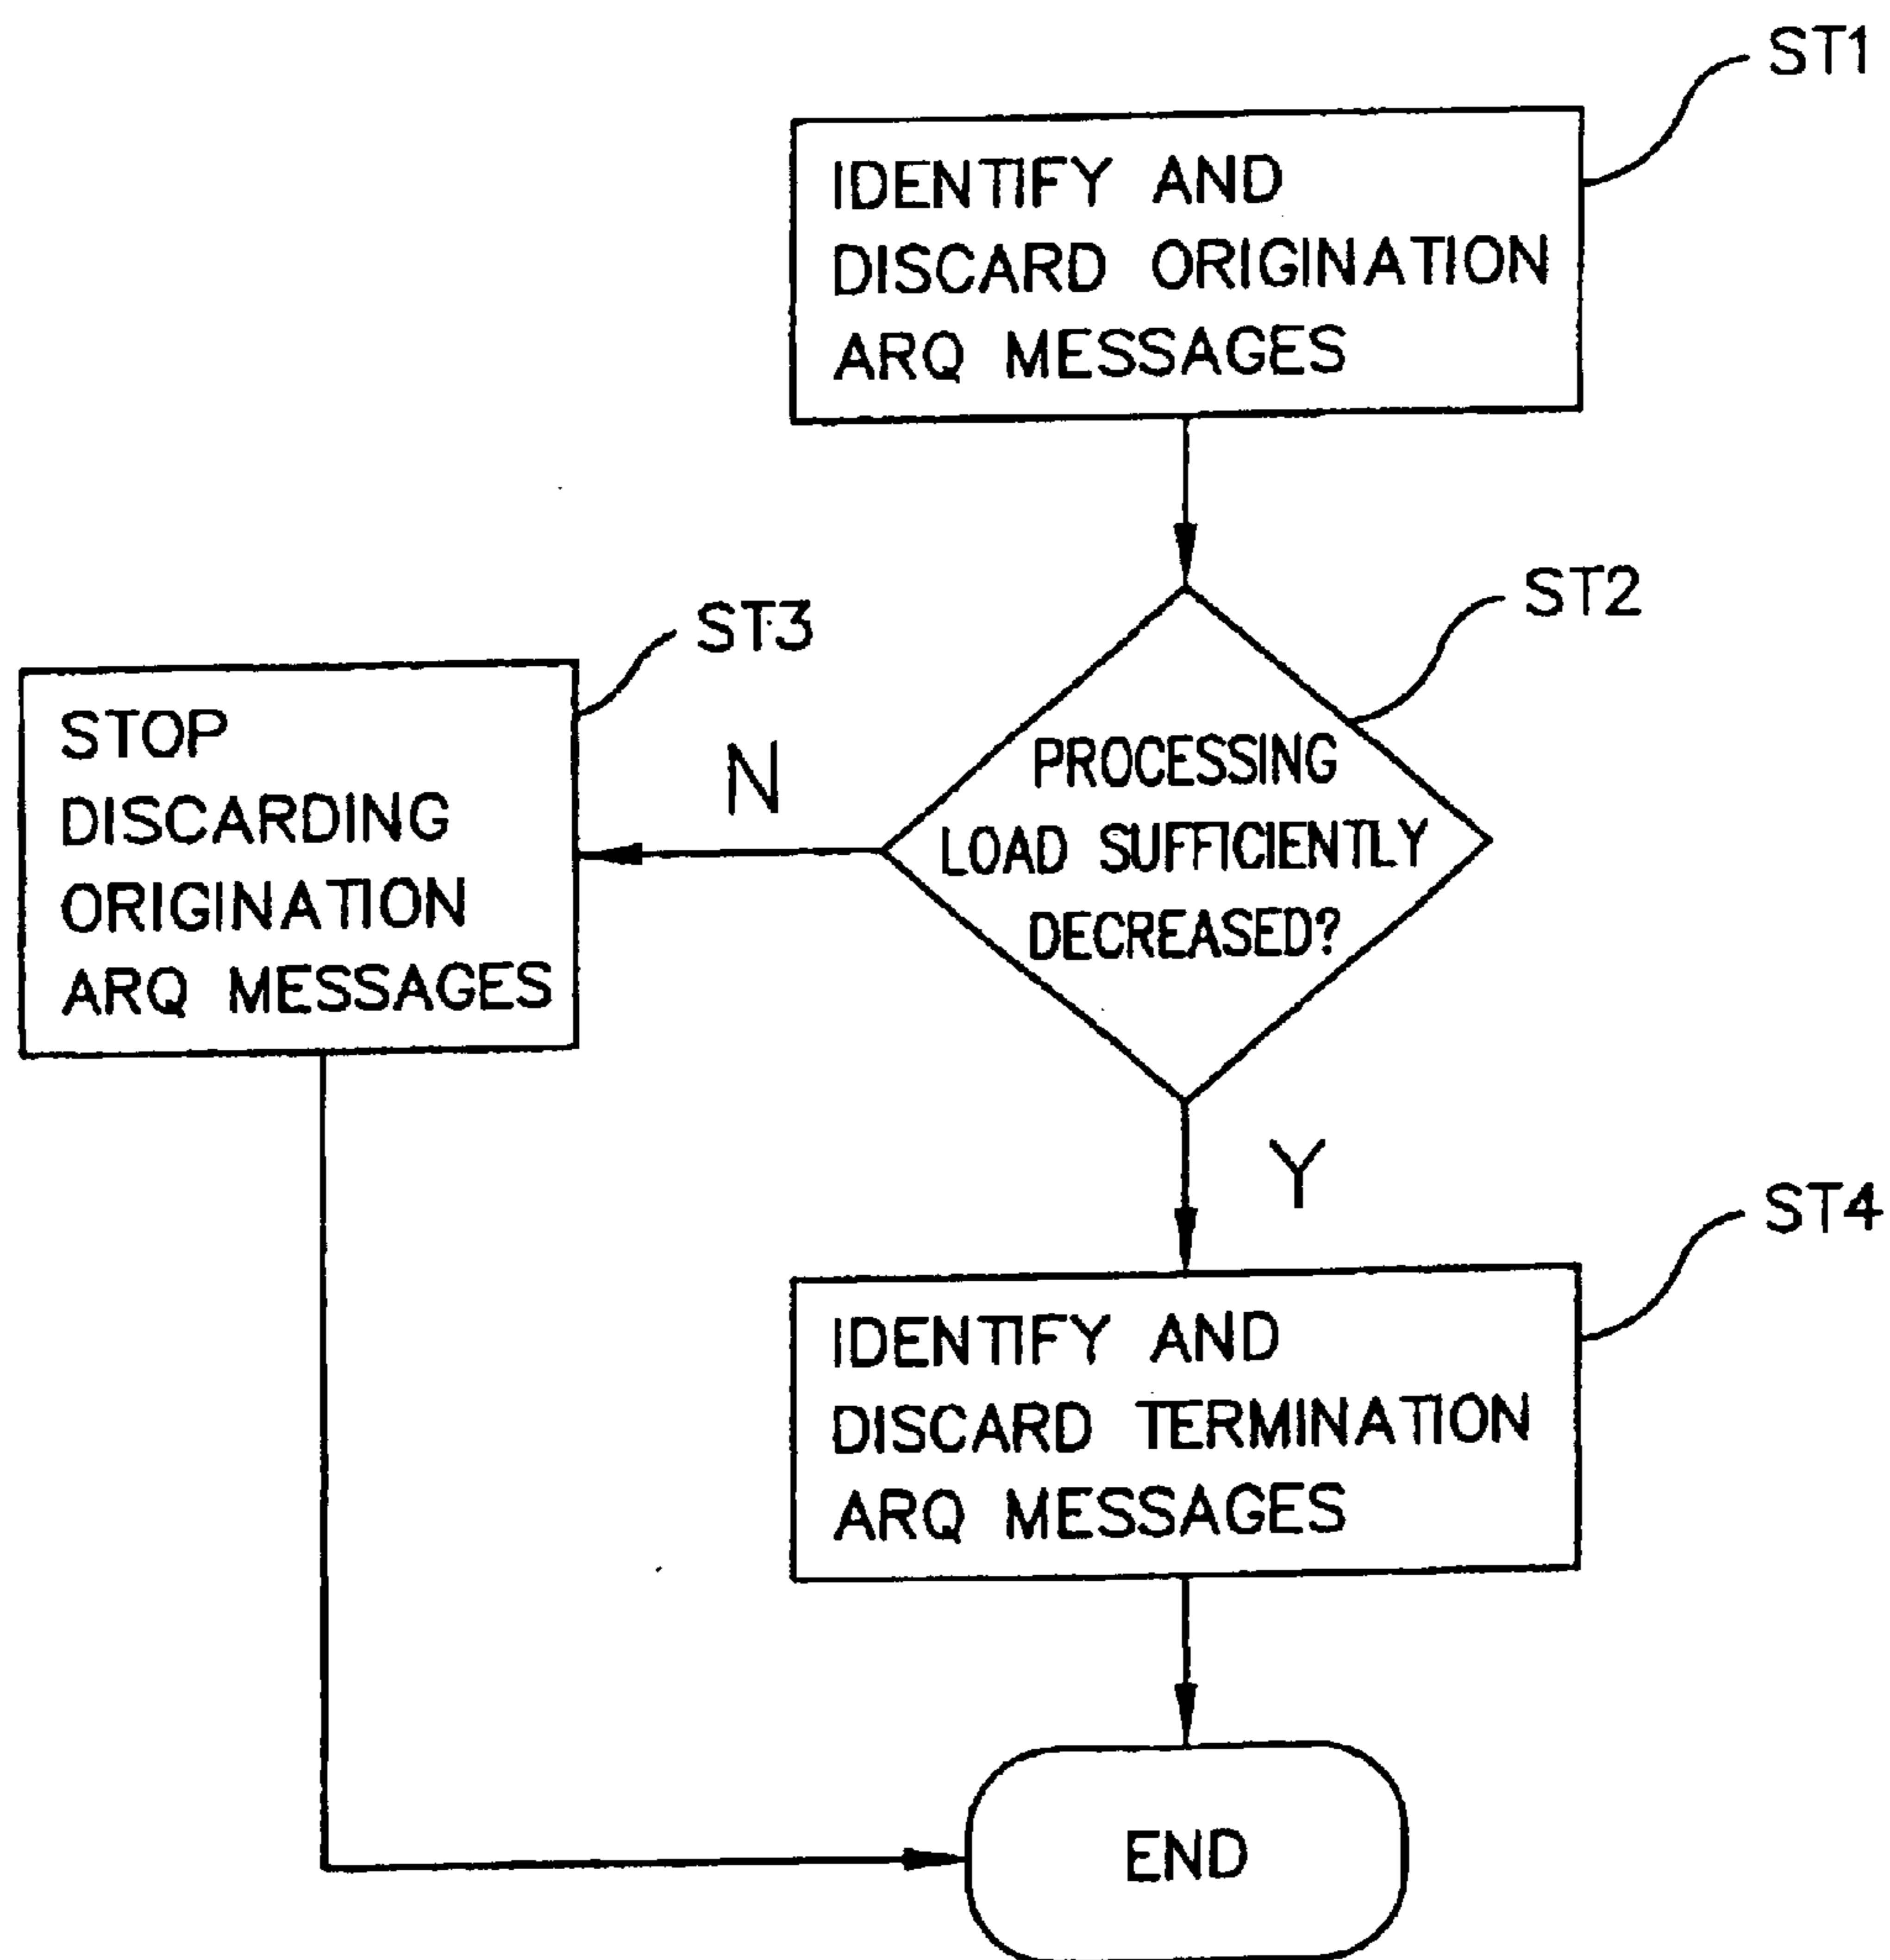 ST1
IDENTIFY AND
DISCARD ORIGINATION
ARQ MESSAGES
ST2
PROCESSING
LOAD SUFFICIENTLY
DECREASED?
N
ST3
STOP
DISCARDING
ORIGINATION
ARQ MESSAGES
Y
ST4
IDENTIFY AND
DISCARD TERMINATION
ARQ MESSAGES
END